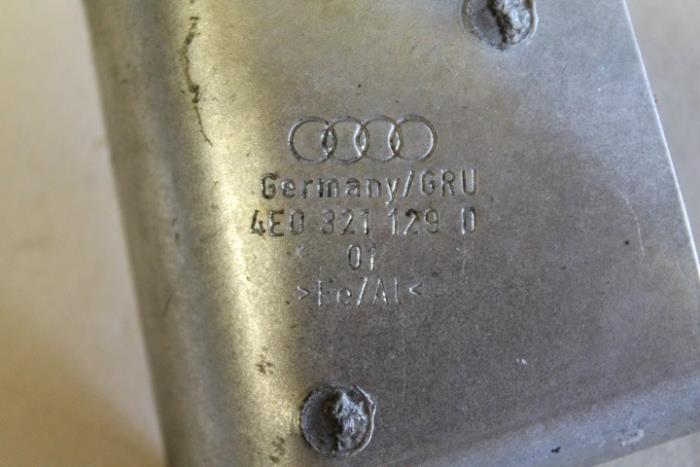 Germany/GRU
4E0 321 129 D
01
>Fe/Al<